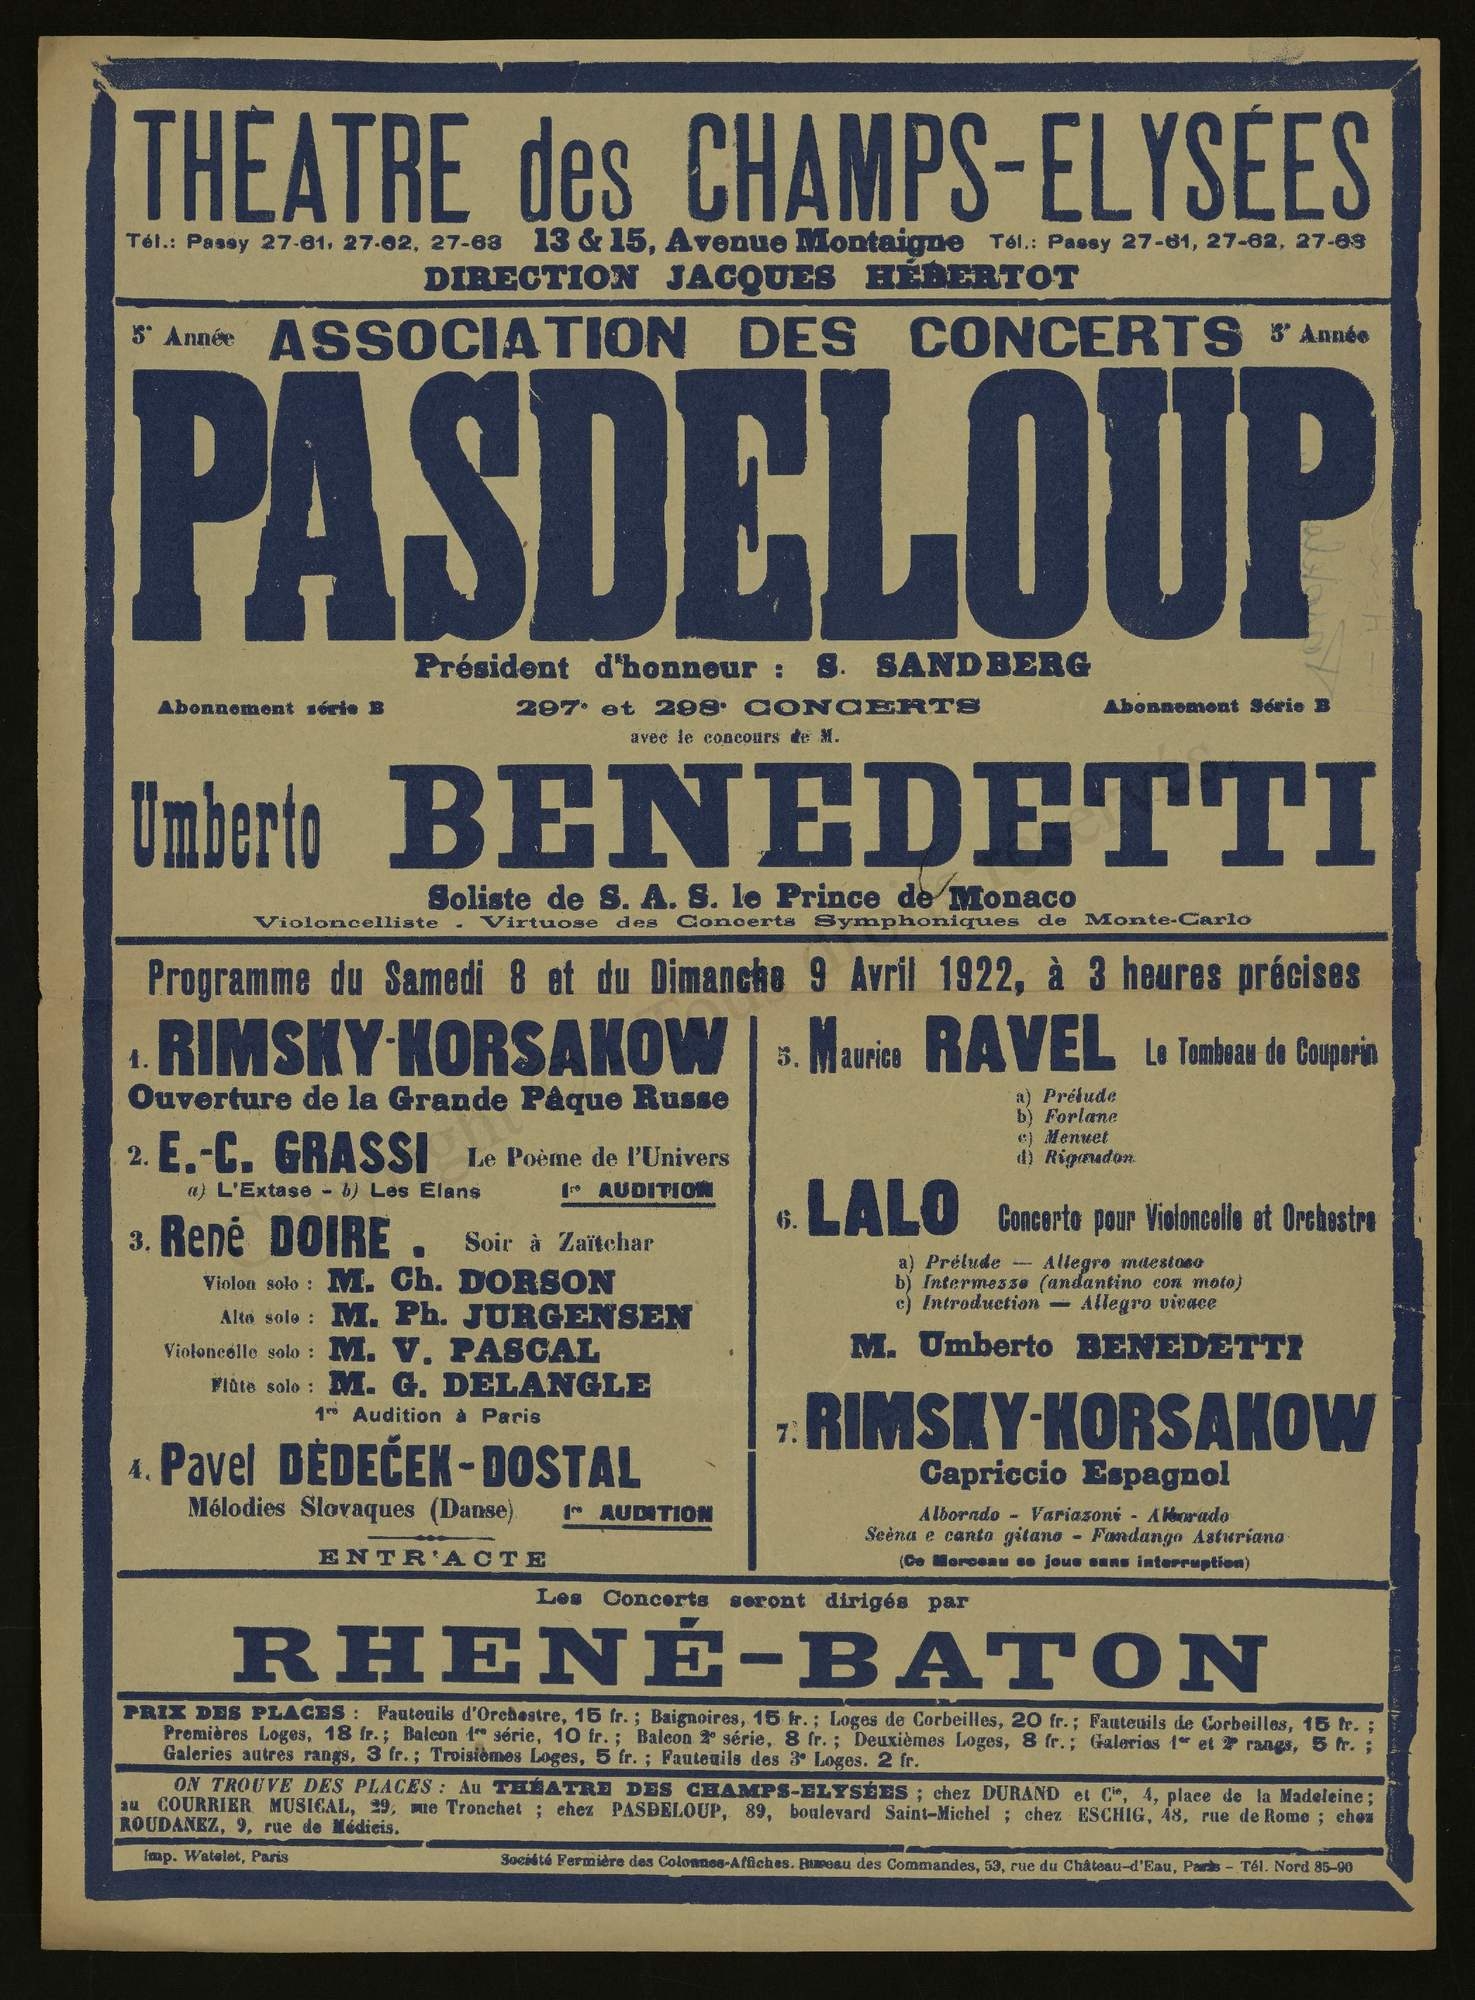 THÉATRE des CHAMPS-ELYSÉES
Tél.: Passy 27-61, 27-62, 27-63 13 & 15, Avenue Montaigne Tél.: Passy 27-61, 27-62, 27-63
DIRECTION JACQUES HÉBERTOT
5e Année ASSOCIATION DES CONCERTS 5e Année
PASDELOUP
Président d'honneur : S. SANDBERG
Abonnement série B 297e et 298e CONCERTS Abonnement Série B
avec le concours de M.
Umberto BENEDETTI
Soliste de S. A. S. le Prince de Monaco
Violoncelliste - Virtuose des Concerts Symphoniques de Monte-Carlo
Programme du Samedi 8 et du Dimanche 9 Avril 1922, à 3 heures précises
1. RIMSKY-KORSAKOW
Ouverture de la Grande Pâque Russe
2. E.-C. GRASSI Le Poème de l'Univers
a) L'Extase - b) Les Élans 1re AUDITION
3. René DOIRE . Soir à Zaïtchar
Violon solo : M. Ch. DORSON
Alto solo : M. Ph. JURGENSEN
Violoncelle solo : M. V. PASCAL
Flûte solo : M. G. DELANGLE
1re Audition à Paris
4. Pavel DĖDEČEK-DOSTAL
Mélodies Slovaques (Danse) 1re AUDITION
ENTR'ACTE
5. Maurice RAVEL Le Tombeau de Couperin
a) Prélude
b) Forlane
c) Menuet
d) Rigaudon
6. LALO Concerto pour Violoncelle et Orchestre
a) Prélude — Allegro maestoso
b) Intermezzo (andantino con moto)
c) Introduction — Allegro vivace
M. Umberto BENEDETTI
7. RIMSKY-KORSAKOW
Capriccio Espagnol
Alborado - Variazoni - Alborado
Scèna e canto gitano - Fandango Asturiano
(Ce Morceau se joue sans interruption)
Les Concerts seront dirigés par
RHENÉ-BATON
PRIX DES PLACES : Fauteuils d'Orchestre, 15 fr. ; Baignoires, 15 fr. ; Loges de Corbeilles, 20 fr. ; Fauteuils de Corbeilles, 15 fr. ;
Premières Loges, 18 fr. ; Balcon 1re série, 10 fr. ; Balcon 2e série, 8 fr. ; Deuxièmes Loges, 8 fr. ; Galeries 1er et 2e rangs, 5 fr. ;
Galeries autres rangs, 3 fr. ; Troisièmes Loges, 5 fr. ; Fauteuils des 3e Loges. 2 fr.
ON TROUVE DES PLACES : Au THÉATRE DES CHAMPS-ELYSÉES ; chez DURAND et Cie, 4, place de la Madeleine ;
au COURRIER MUSICAL, 29, rue Tronchet ; chez PASDELOUP, 89, boulevard Saint-Michel ; chez ESCHIG, 48, rue de Rome ; chez
ROUDANEZ, 9, rue de Médicis.
Imp. Watelet, Paris Société Fermière des Colonnes-Affiches. Bureau des Commandes, 53, rue du Château-d'Eau, Paris - Tél. Nord 85-90
Copyright © Tous droits réservés